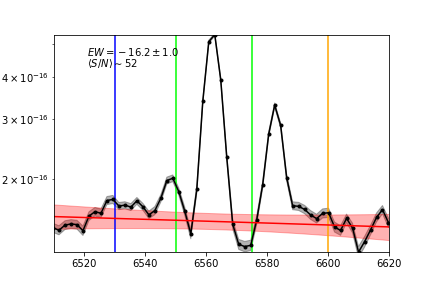 EW = −16.2 ± 1.0
⟨S/N⟩ ~ 52
4 × 10⁻¹⁶
3 × 10⁻¹⁶
2 × 10⁻¹⁶
6520 6540 6560 6580 6600 6620